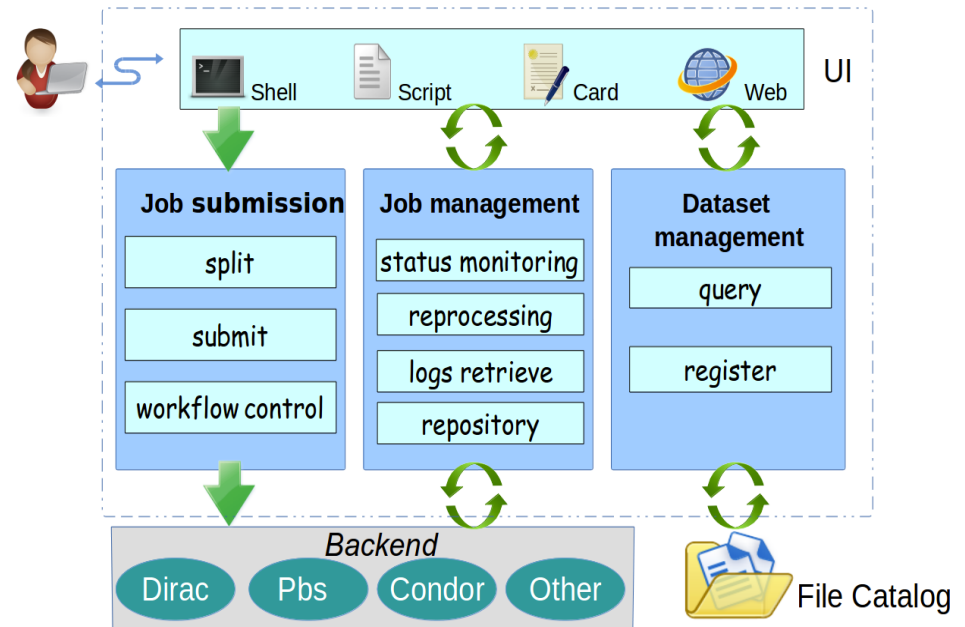 UI
Shell
Script
Card
Web
Job submission
split
submit
workflow control
Job management
status monitoring
reprocessing
logs retrieve
repository
Dataset
management
query
register
Backend
Dirac
Pbs
Condor
Other
File Catalog